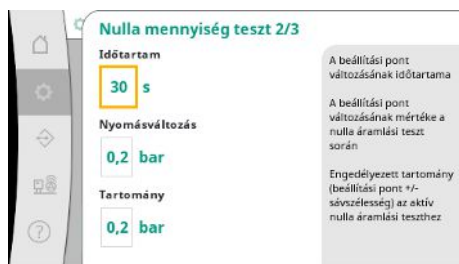 Nulla mennyiség teszt 2/3
Időtartam
30 s
Nyomásváltozás
0,2 bar
Tartomány
0,2 bar
A beállítási pont
változásának időtartama
A beállítási pont
változásának mértéke a
nulla áramlási teszt
során
Engedélyezett tartomány
(beállítási pont +/-
sávszélesség) az aktív
nulla áramlási teszthez